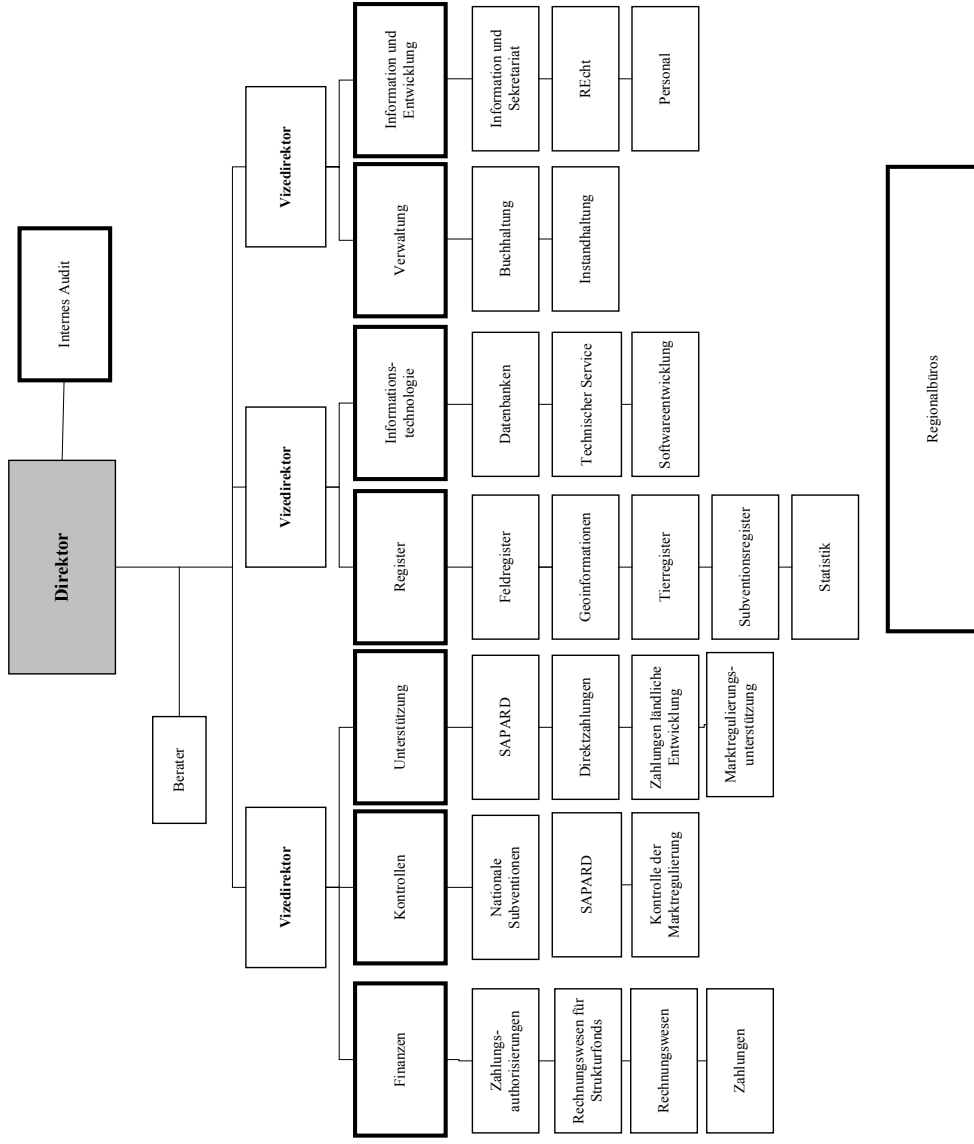 Direktor
Internes Audit
Berater
Vizedirektor
Vizedirektor
Vizedirektor
Finanzen
Kontrollen
Unterstützung
Register
Informations-
technologie
Verwaltung
Information und
Entwicklung
Zahlungs-
authorisierungen
Rechnungswesen für
Strukturfonds
Rechnungswesen
Zahlungen
Nationale
Subventionen
SAPARD
Kontrolle der
Marktregulierung
SAPARD
Direktzahlungen
Zahlungen ländliche
Entwicklung
Marktregulierungs-
unterstützung
Feldregister
Geoinformationen
Tierregister
Subventionsregister
Statistik
Datenbanken
Technischer Service
Softwareentwicklung
Buchhaltung
Instandhaltung
Information und
Sekretariat
REcht
Personal
Regionalbüros